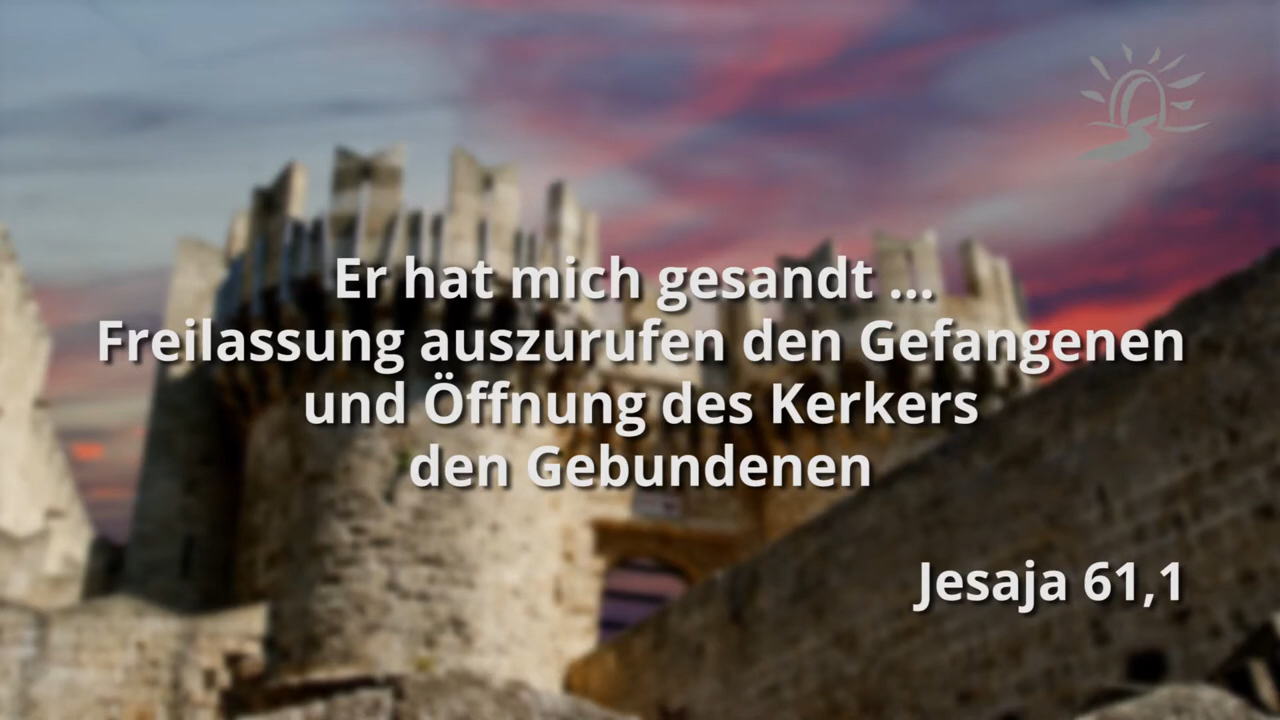 Er hat mich gesandt ...
Freilassung auszurufen den Gefangenen
und Öffnung des Kerkers
den Gebundenen
Jesaja 61,1